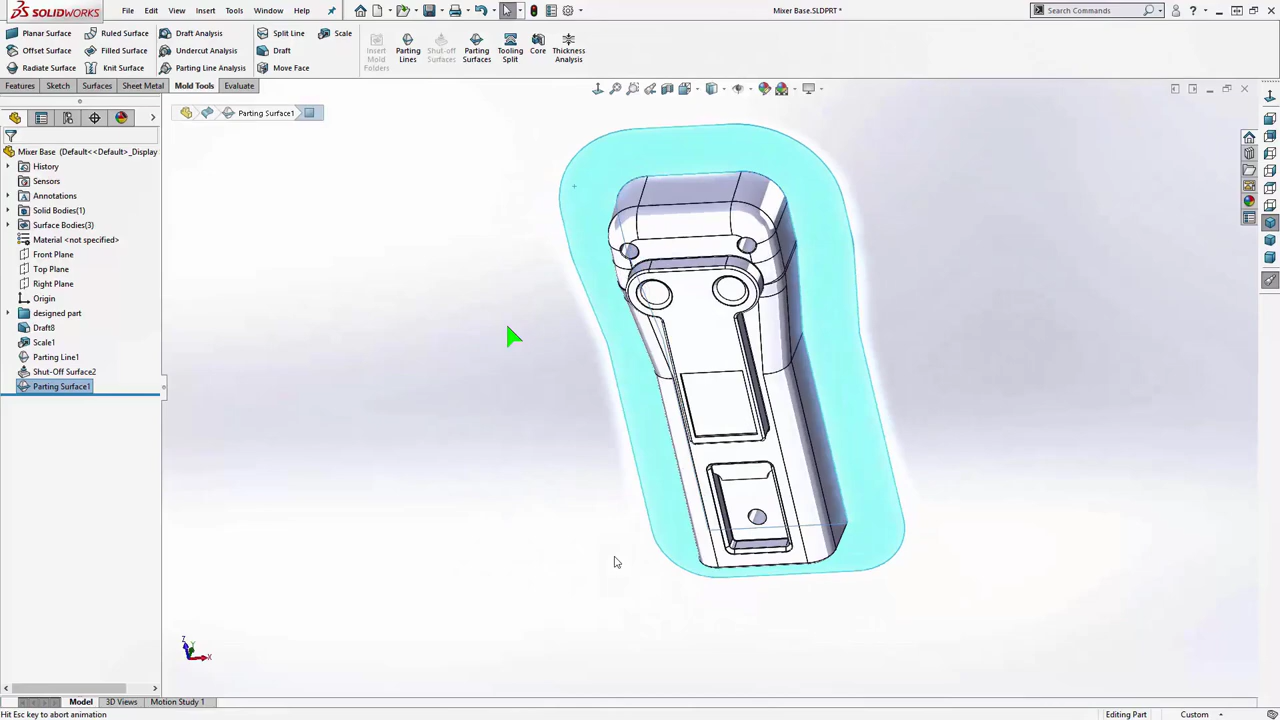 SOLIDWORKS
File
Edit
View
Insert
Tools
Window
Help
Mixer Base.SLDPRT *
Search Commands
Planar Surface
Offset Surface
Radiate Surface
Ruled Surface
Filled Surface
Knit Surface
Draft Analysis
Undercut Analysis
Parting Line Analysis
Split Line
Draft
Move Face
Scale
Insert
Mold
Folders
Parting
Lines
Shut-off
Surfaces
Parting
Surfaces
Tooling
Split
Core
Thickness
Analysis
Features
Sketch
Surfaces
Sheet Metal
Mold Tools
Evaluate
Parting Surface1
Mixer Base (Default<<Default>_Display
History
Sensors
Annotations
Solid Bodies(1)
Surface Bodies(3)
Material <not specified>
Front Plane
Top Plane
Right Plane
Origin
designed part
Draft8
Scale1
Parting Line1
Shut-Off Surface2
Parting Surface1
Z
Y
X
Model
3D Views
Motion Study 1
Hit Esc key to abort animation
Editing Part
Custom